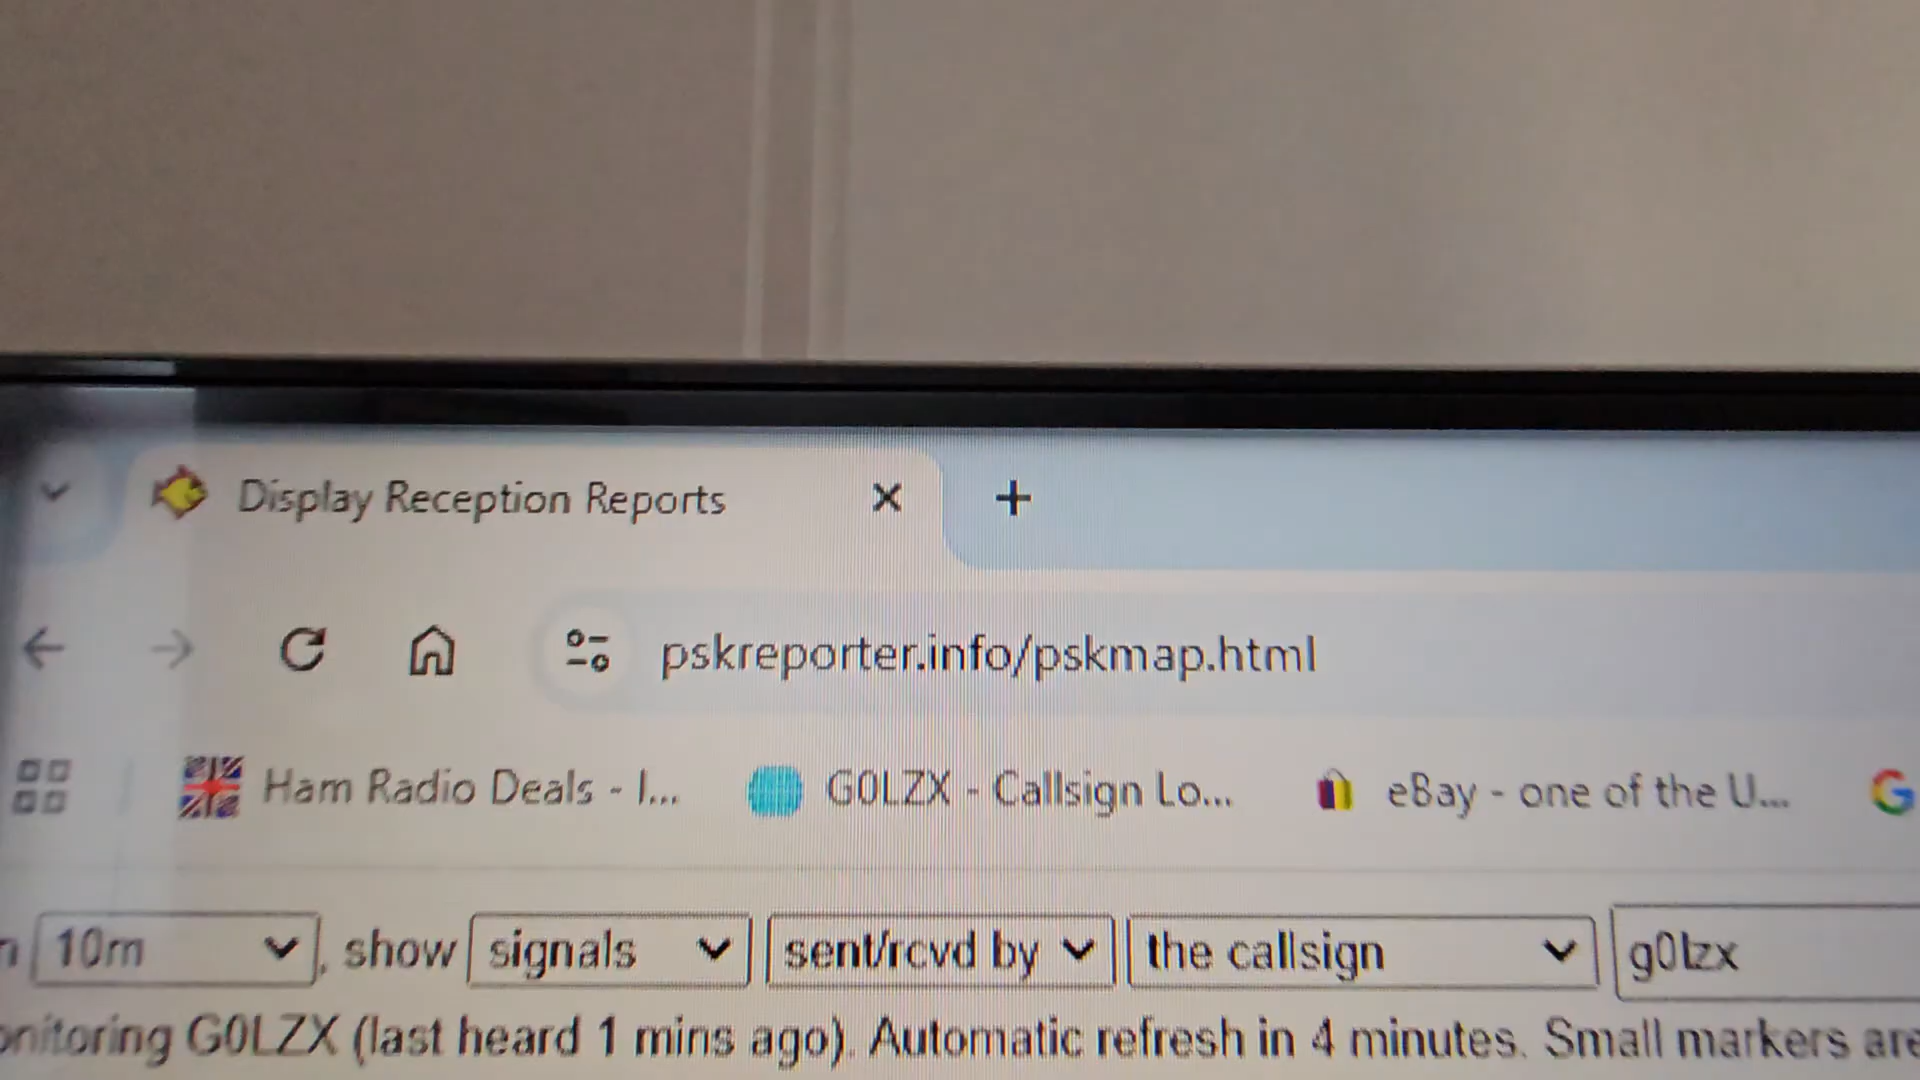 Display Reception Reports
pskreporter.info/pskmap.html
Ham Radio Deals - I... G0LZX - Callsign Lo... eBay - one of the U...
n 10m , show signals sent/rcvd by the callsign g0lzx
onitoring G0LZX (last heard 1 mins ago). Automatic refresh in 4 minutes. Small markers are